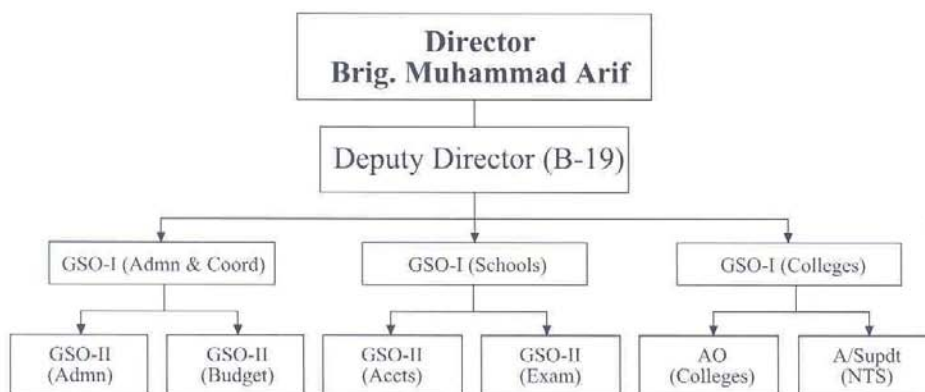 Director
Brig. Muhammad Arif
Deputy Director (B-19)
GSO-I (Admn & Coord)
GSO-I (Schools)
GSO-I (Colleges)
GSO-II
(Admn)
GSO-II
(Budget)
GSO-II
(Accts)
GSO-II
(Exam)
AO
(Colleges)
A/Supdt
(NTS)